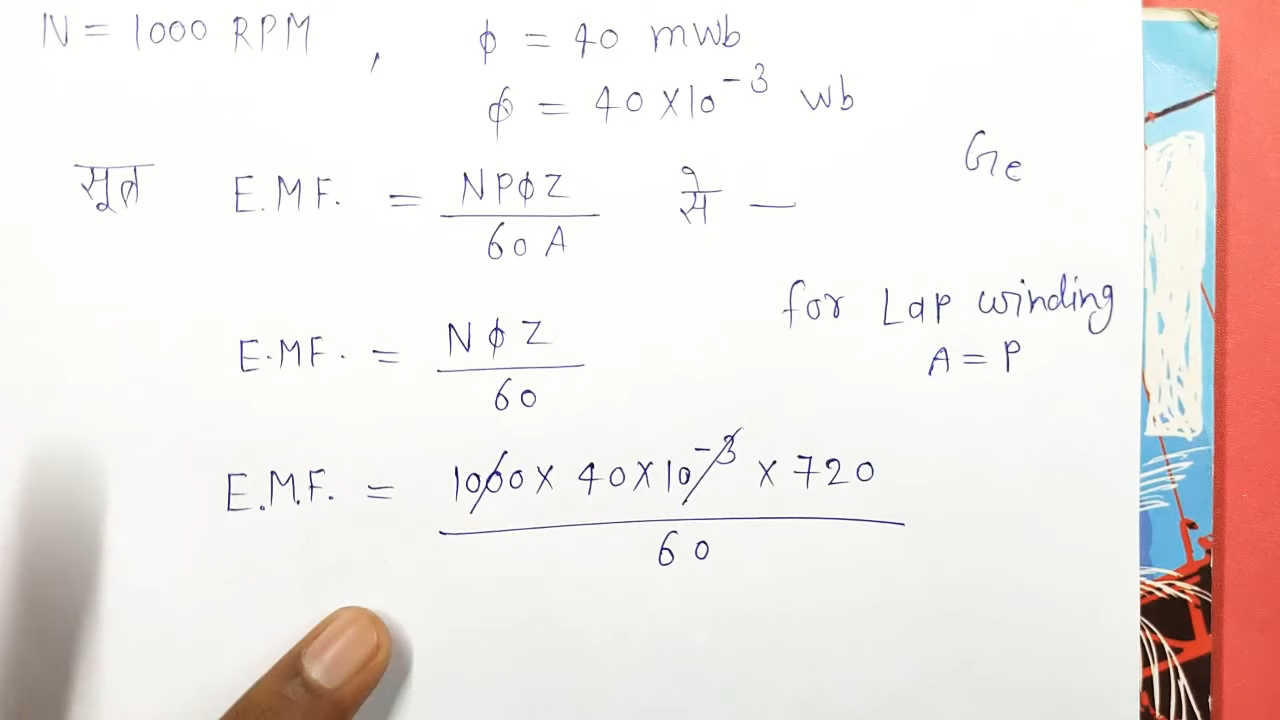 N = 1000 RPM , ϕ = 40 mwb
ϕ = 40 × 10⁻³ wb
सूत्र E.M.F. = NPϕZ / 60 A से —
Ge
for Lap winding
A = P
E.M.F. = NϕZ / 60
E.M.F. = 1000 × 40 × 10⁻³ × 720 / 60